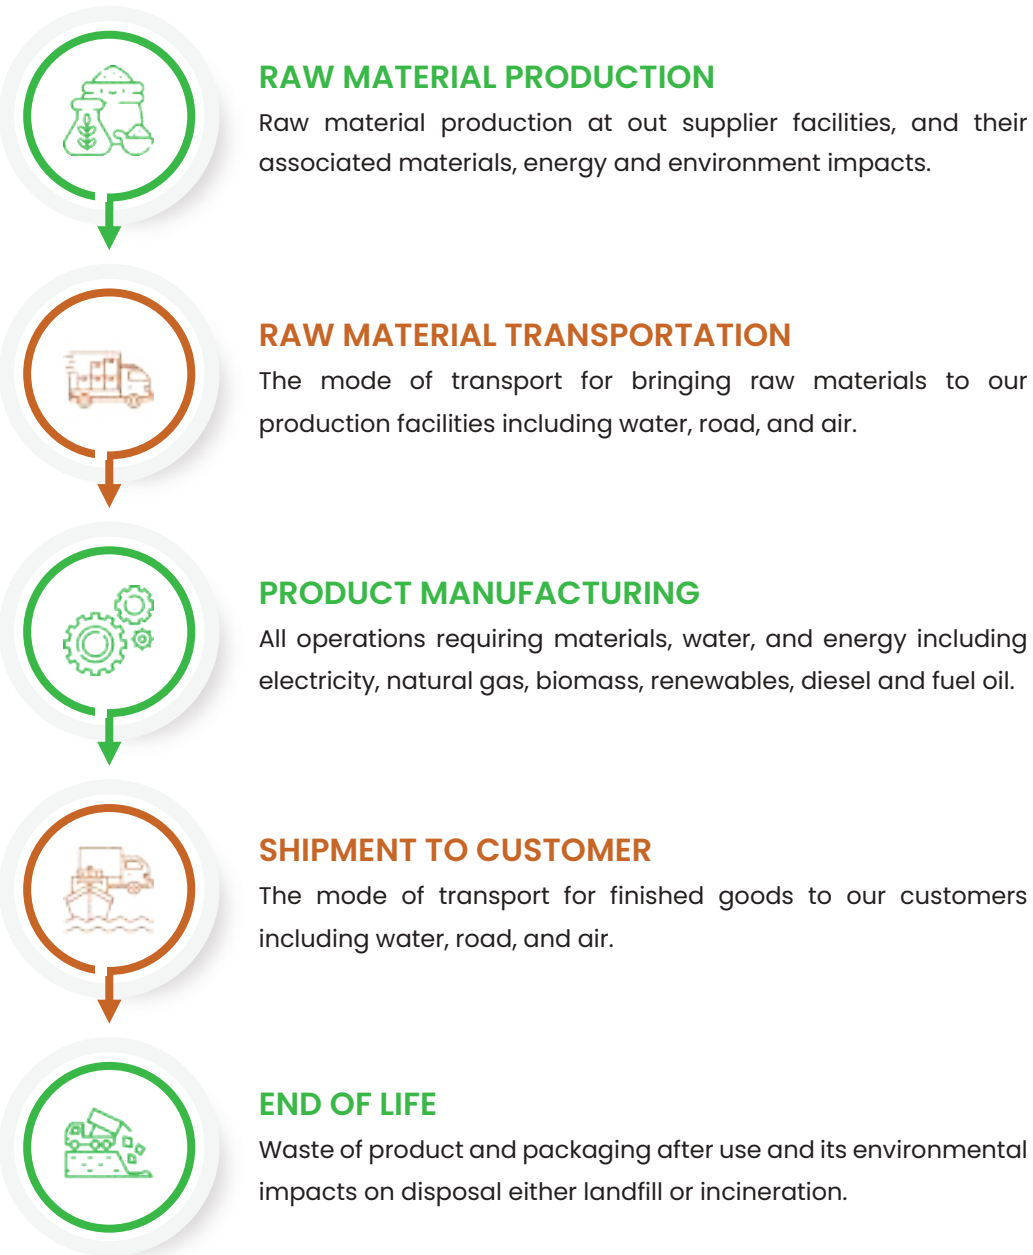 RAW MATERIAL PRODUCTION
Raw material production at out supplier facilities, and their
associated materials, energy and environment impacts.
RAW MATERIAL TRANSPORTATION
The mode of transport for bringing raw materials to our
production facilities including water, road, and air.
PRODUCT MANUFACTURING
All operations requiring materials, water, and energy including
electricity, natural gas, biomass, renewables, diesel and fuel oil.
SHIPMENT TO CUSTOMER
The mode of transport for finished goods to our customers
including water, road, and air.
END OF LIFE
Waste of product and packaging after use and its environmental
impacts on disposal either landfill or incineration.